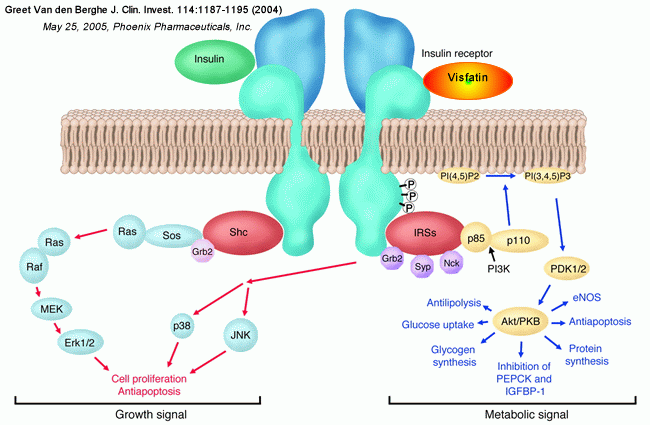 Greet Van den Berghe J. Clin. Invest. 114:1187-1195 (2004)
May 25, 2005, Phoenix Pharmaceuticals, Inc.
Insulin
Insulin receptor
Visfatin
PI(4,5)P2
PI(3,4,5)P3
P
P
P
Ras
Sos
Grb2
Shc
IRSs
p85
p110
Grb2
Syp
Nck
PI3K
PDK1/2
Ras
Raf
MEK
Erk1/2
p38
JNK
Cell proliferation
Antiapoptosis
Antilipolysis
eNOS
Glucose uptake
Akt/PKB
Antiapoptosis
Glycogen
synthesis
Inhibition of
PEPCK and
IGFBP-1
Protein
synthesis
Growth signal
Metabolic signal